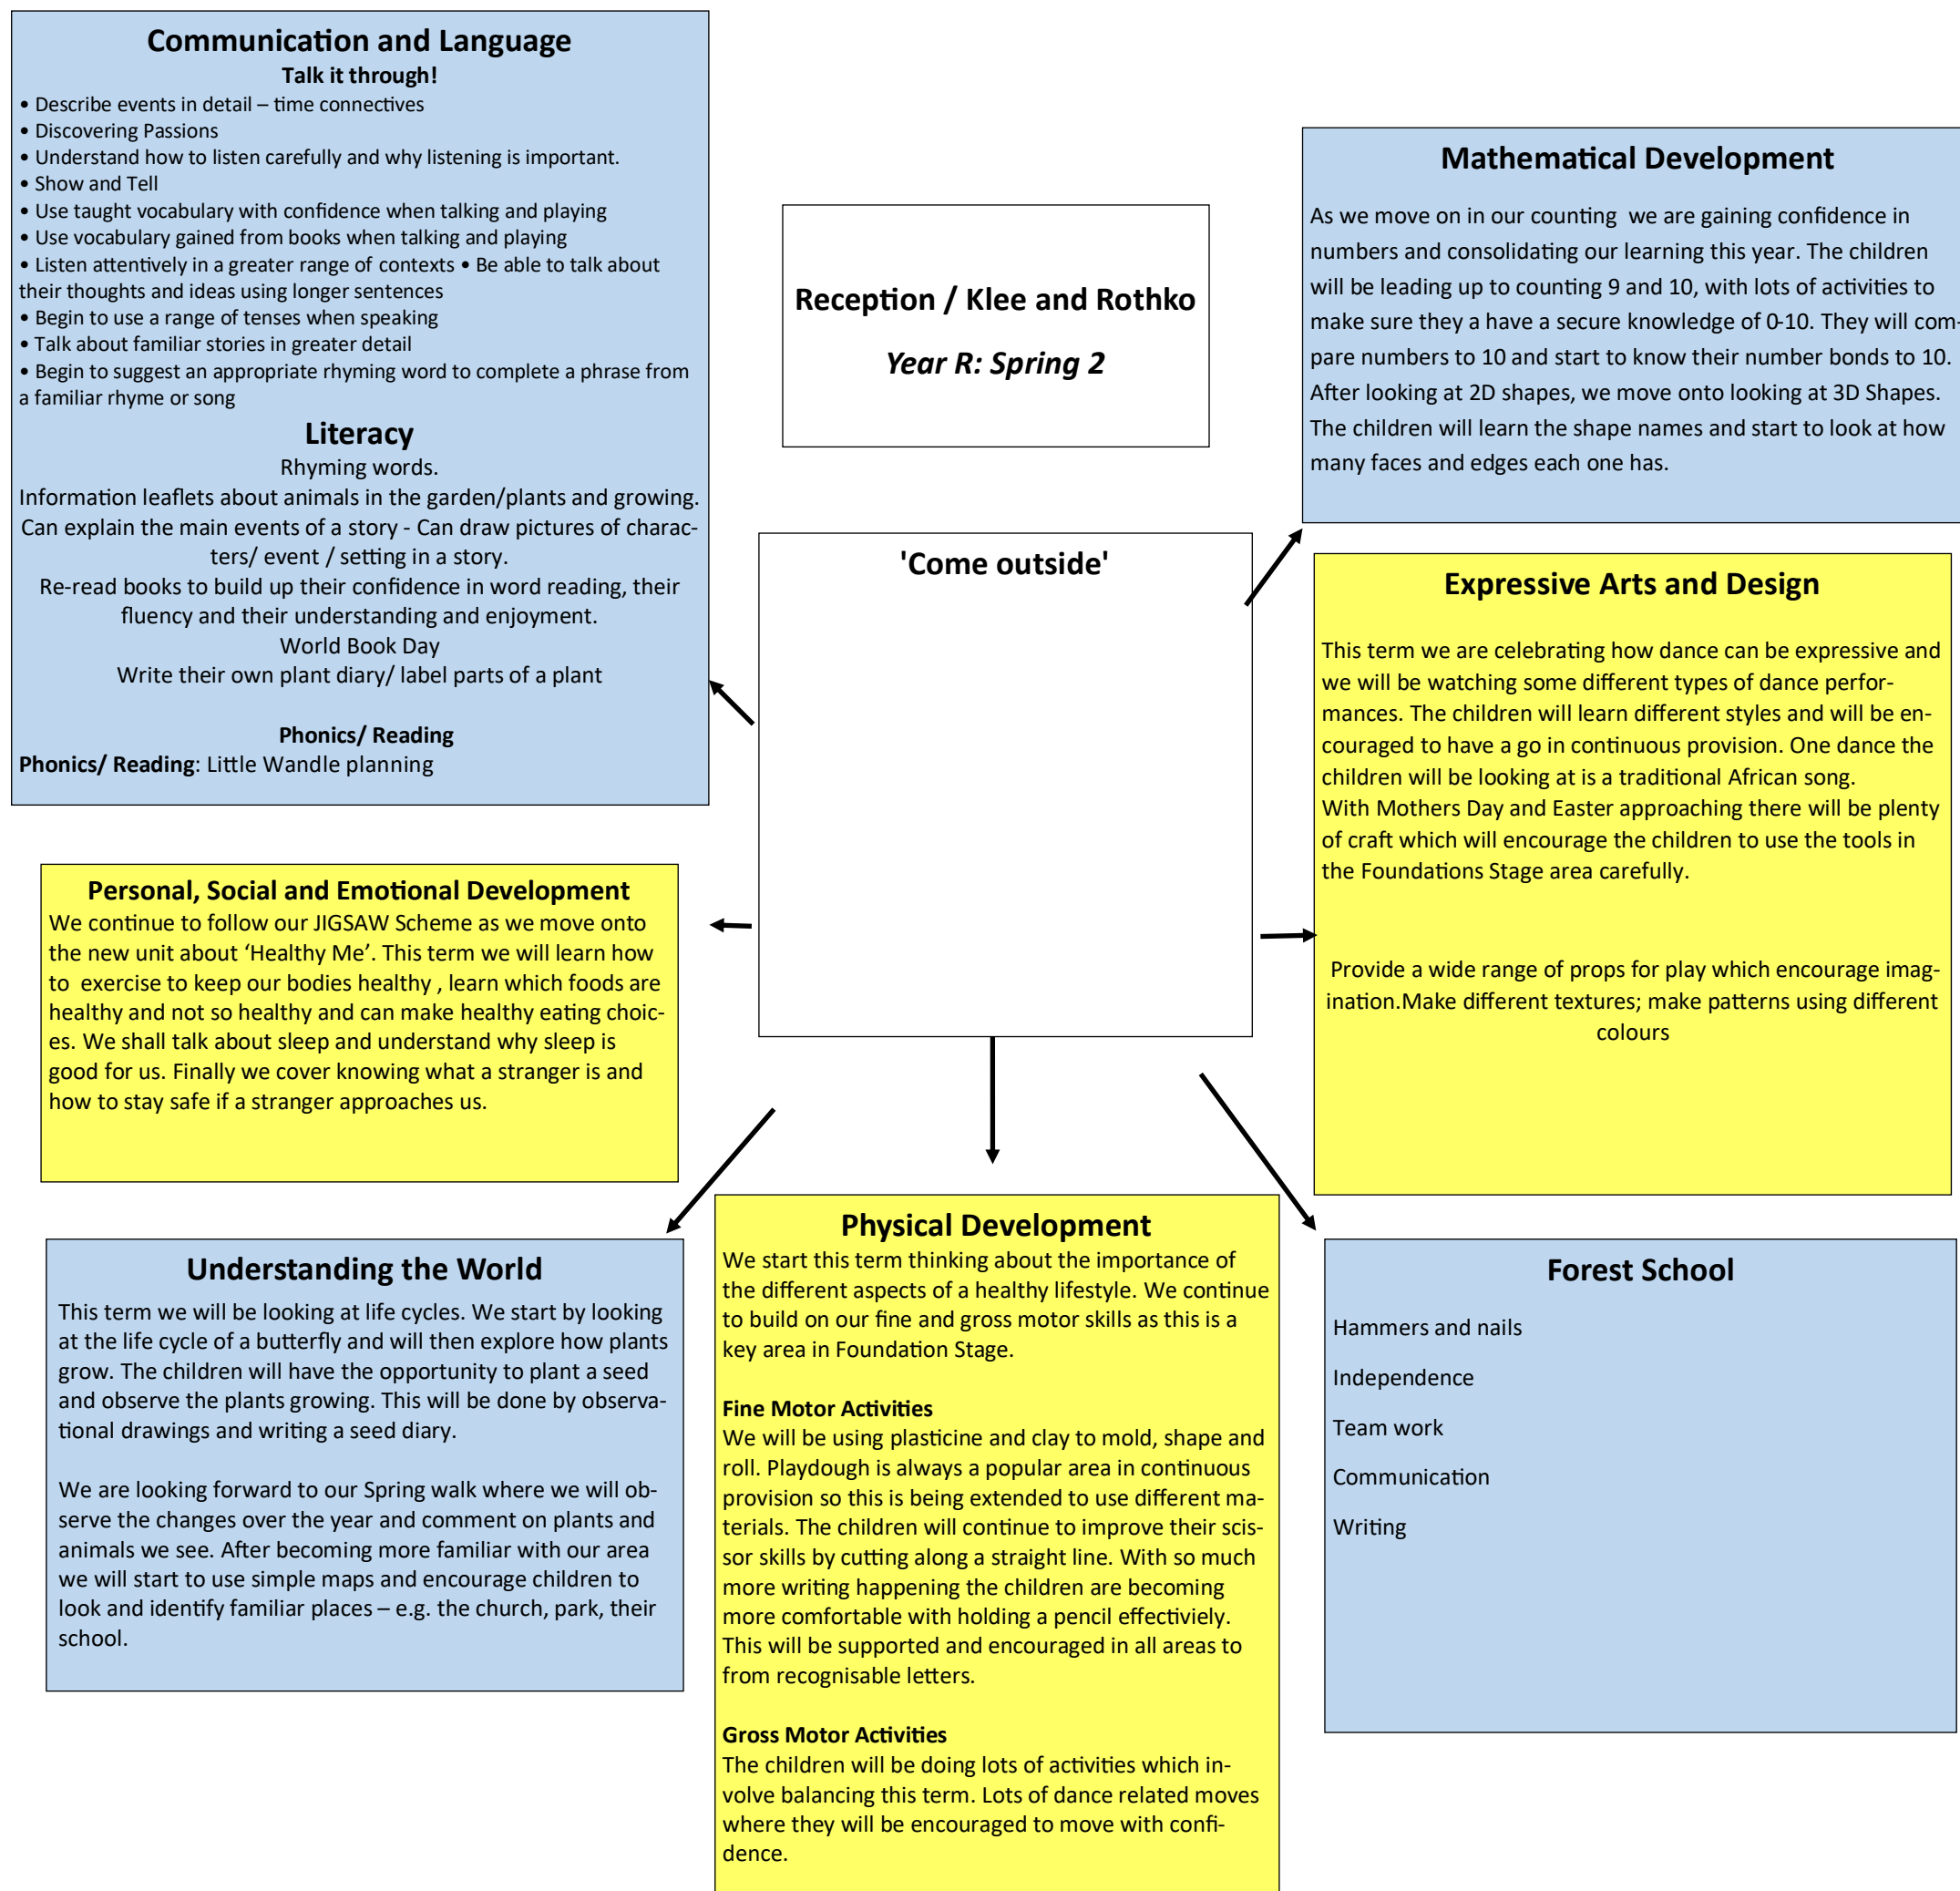 Communication and Language
Talk it through!
• Describe events in detail – time connectives
• Discovering Passions
• Understand how to listen carefully and why listening is important.
• Show and Tell
• Use taught vocabulary with confidence when talking and playing
• Use vocabulary gained from books when talking and playing
• Listen attentively in a greater range of contexts • Be able to talk about
their thoughts and ideas using longer sentences
• Begin to use a range of tenses when speaking
• Talk about familiar stories in greater detail
• Begin to suggest an appropriate rhyming word to complete a phrase from
a familiar rhyme or song
Literacy
Rhyming words.
Information leaflets about animals in the garden/plants and growing.
Can explain the main events of a story - Can draw pictures of charac-
ters/ event / setting in a story.
Re-read books to build up their confidence in word reading, their
fluency and their understanding and enjoyment.
World Book Day
Write their own plant diary/ label parts of a plant
Phonics/ Reading
Phonics/ Reading: Little Wandle planning
Reception / Klee and Rothko
Year R: Spring 2
Mathematical Development
As we move on in our counting  we are gaining confidence in
numbers and consolidating our learning this year. The children
will be leading up to counting 9 and 10, with lots of activities to
make sure they a have a secure knowledge of 0-10. They will com-
pare numbers to 10 and start to know their number bonds to 10.
After looking at 2D shapes, we move onto looking at 3D Shapes.
The children will learn the shape names and start to look at how
many faces and edges each one has.
'Come outside'
Expressive Arts and Design
This term we are celebrating how dance can be expressive and
we will be watching some different types of dance perfor-
mances. The children will learn different styles and will be en-
couraged to have a go in continuous provision. One dance the
children will be looking at is a traditional African song.
With Mothers Day and Easter approaching there will be plenty
of craft which will encourage the children to use the tools in
the Foundations Stage area carefully.
Provide a wide range of props for play which encourage imag-
ination.Make different textures; make patterns using different
colours
Personal, Social and Emotional Development
We continue to follow our JIGSAW Scheme as we move onto
the new unit about ‘Healthy Me’. This term we will learn how
to  exercise to keep our bodies healthy , learn which foods are
healthy and not so healthy and can make healthy eating choic-
es. We shall talk about sleep and understand why sleep is
good for us. Finally we cover knowing what a stranger is and
how to stay safe if a stranger approaches us.
Understanding the World
This term we will be looking at life cycles. We start by looking
at the life cycle of a butterfly and will then explore how plants
grow. The children will have the opportunity to plant a seed
and observe the plants growing. This will be done by observa-
tional drawings and writing a seed diary.
We are looking forward to our Spring walk where we will ob-
serve the changes over the year and comment on plants and
animals we see. After becoming more familiar with our area
we will start to use simple maps and encourage children to
look and identify familiar places – e.g. the church, park, their
school.
Physical Development
We start this term thinking about the importance of
the different aspects of a healthy lifestyle. We continue
to build on our fine and gross motor skills as this is a
key area in Foundation Stage.
Fine Motor Activities
We will be using plasticine and clay to mold, shape and
roll. Playdough is always a popular area in continuous
provision so this is being extended to use different ma-
terials. The children will continue to improve their scis-
sor skills by cutting along a straight line. With so much
more writing happening the children are becoming
more comfortable with holding a pencil effectiviely.
This will be supported and encouraged in all areas to
from recognisable letters.
Gross Motor Activities
The children will be doing lots of activities which in-
volve balancing this term. Lots of dance related moves
where they will be encouraged to move with confi-
dence.
Forest School
Hammers and nails
Independence
Team work
Communication
Writing